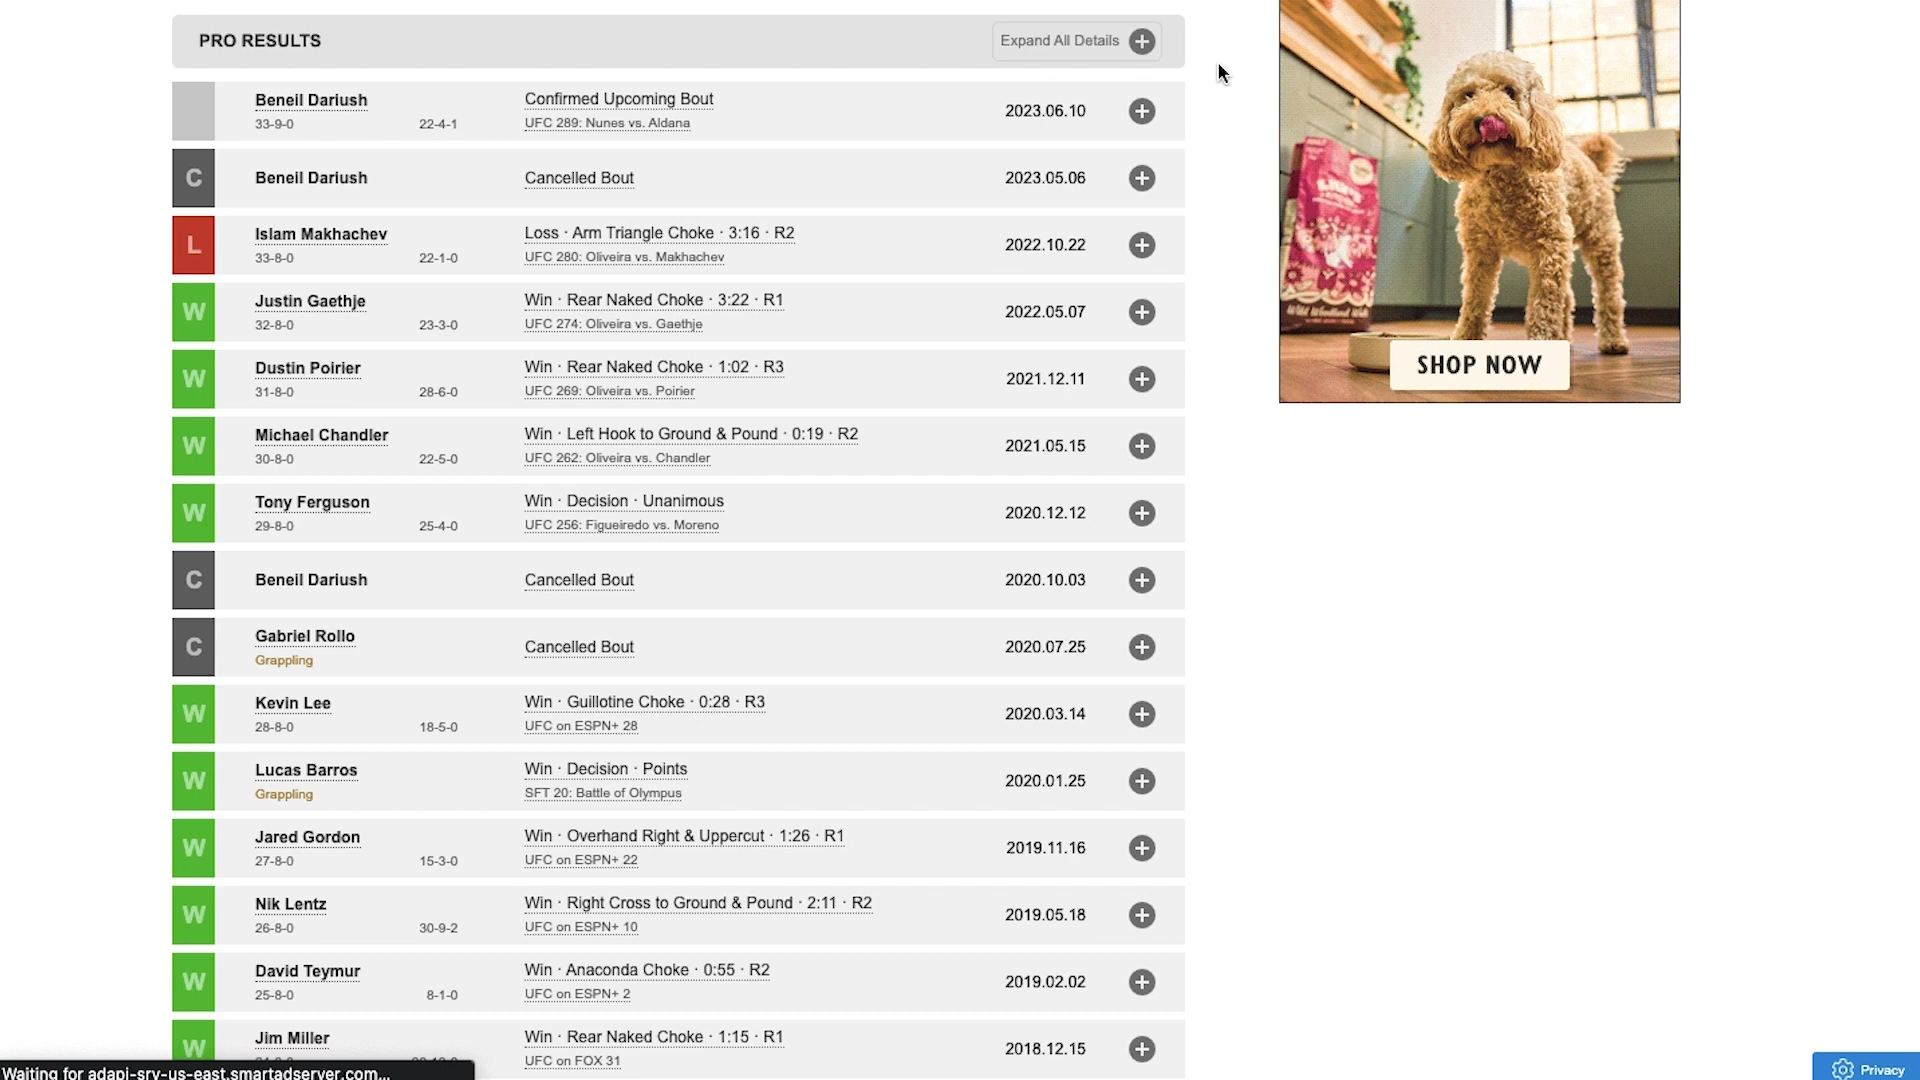 PRO RESULTS
Expand All Details
Beneil Dariush
Confirmed Upcoming Bout
33-9-0
22-4-1
UFC 289: Nunes vs. Aldana
2023.06.10
C
Beneil Dariush
Cancelled Bout
2023.05.06
L
Islam Makhachev
Loss · Arm Triangle Choke · 3:16 · R2
33-8-0
22-1-0
UFC 280: Oliveira vs. Makhachev
2022.10.22
W
Justin Gaethje
Win · Rear Naked Choke · 3:22 · R1
32-8-0
23-3-0
UFC 274: Oliveira vs. Gaethje
2022.05.07
W
Dustin Poirier
Win · Rear Naked Choke · 1:02 · R3
31-8-0
28-6-0
UFC 269: Oliveira vs. Poirier
2021.12.11
W
Michael Chandler
Win · Left Hook to Ground & Pound · 0:19 · R2
30-8-0
22-5-0
UFC 262: Oliveira vs. Chandler
2021.05.15
W
Tony Ferguson
Win · Decision · Unanimous
29-8-0
25-4-0
UFC 256: Figueiredo vs. Moreno
2020.12.12
C
Beneil Dariush
Cancelled Bout
2020.10.03
C
Gabriel Rollo
Grappling
Cancelled Bout
2020.07.25
W
Kevin Lee
Win · Guillotine Choke · 0:28 · R3
28-8-0
18-5-0
UFC on ESPN+ 28
2020.03.14
W
Lucas Barros
Win · Decision · Points
Grappling
SFT 20: Battle of Olympus
2020.01.25
W
Jared Gordon
Win · Overhand Right & Uppercut · 1:26 · R1
27-8-0
15-3-0
UFC on ESPN+ 22
2019.11.16
W
Nik Lentz
Win · Right Cross to Ground & Pound · 2:11 · R2
26-8-0
30-9-2
UFC on ESPN+ 10
2019.05.18
W
David Teymur
Win · Anaconda Choke · 0:55 · R2
25-8-0
8-1-0
UFC on ESPN+ 2
2019.02.02
W
Jim Miller
Win · Rear Naked Choke · 1:15 · R1
UFC on FOX 31
2018.12.15
SHOP NOW
Waiting for adapi-srv-us-east.smartadserver.com...
Privacy